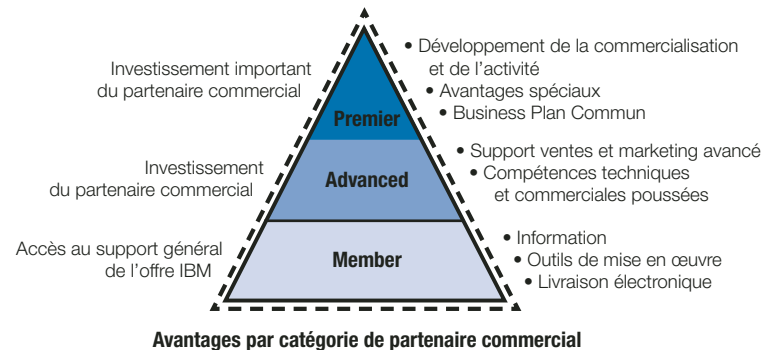 Investissement important
du partenaire commercial
Premier
• Développement de la commercialisation
et de l'activité
• Avantages spéciaux
• Business Plan Commun
Investissement
du partenaire commercial
Advanced
• Support ventes et marketing avancé
• Compétences techniques
et commerciales poussées
Accès au support général
de l'offre IBM
Member
• Information
• Outils de mise en œuvre
• Livraison électronique
Avantages par catégorie de partenaire commercial